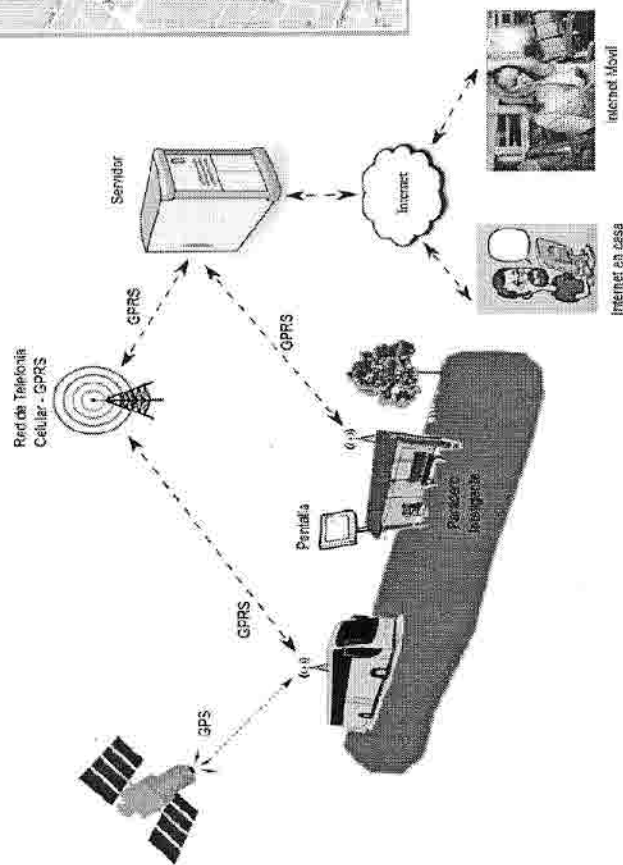 Red de Telefonía
Celular - GPRS
Servidor
GPRS
GPRS
GPRS
GPS
Pantalla
Paradero
Inteligente
Internet
Internet en casa
Internet Movil